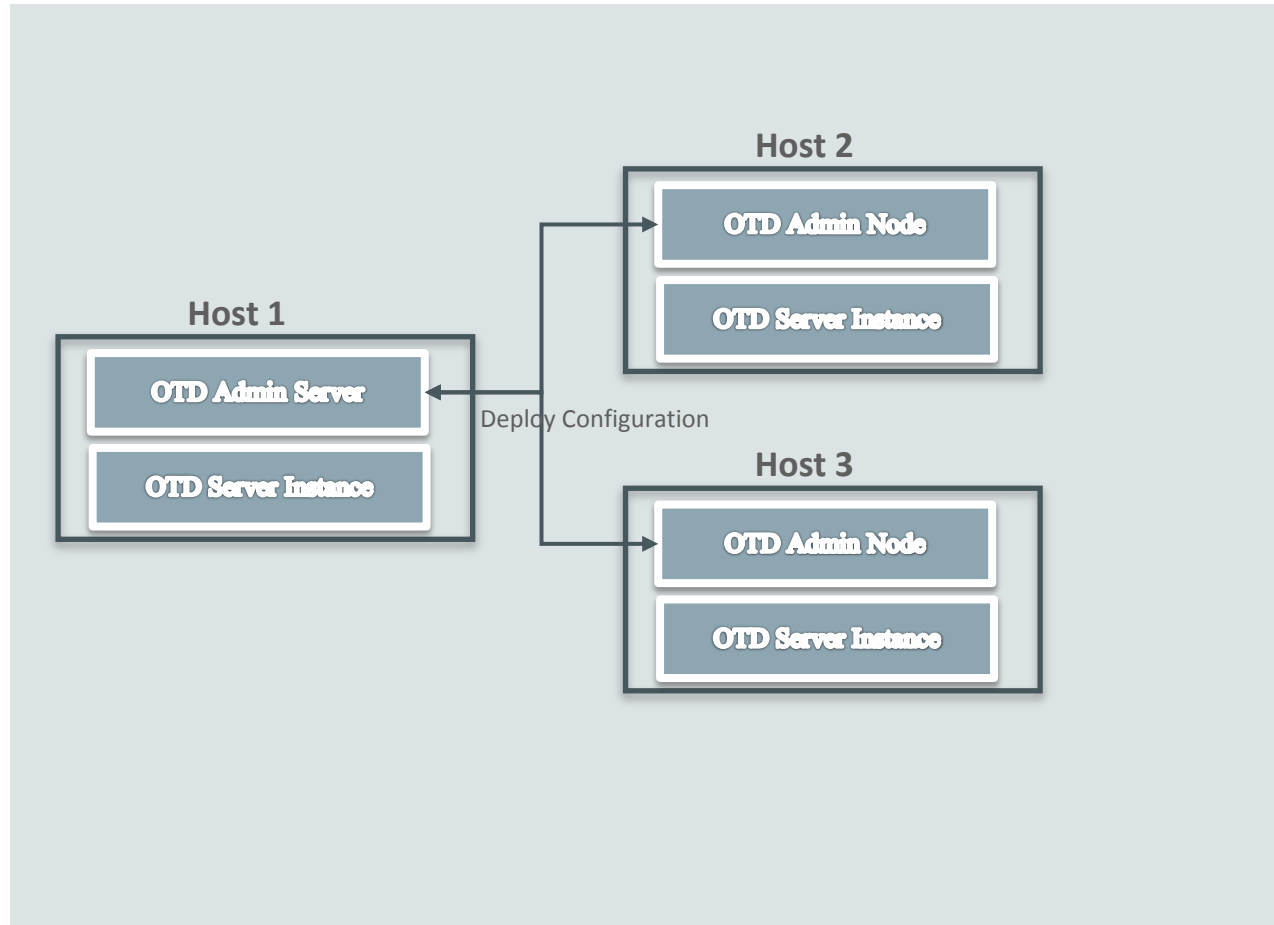 Host 1
OTD Admin Server
OTD Server Instance
Deploy Configuration
Host 2
OTD Admin Node
OTD Server Instance
Host 3
OTD Admin Node
OTD Server Instance